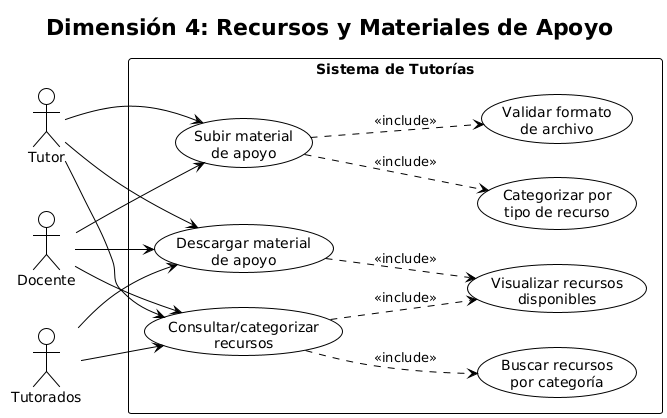 Dimensión 4: Recursos y Materiales de Apoyo
Sistema de Tutorías
Tutor
Docente
Tutorados
Subir material
de apoyo
Descargar material
de apoyo
Consultar/categorizar
recursos
«include»
«include»
«include»
«include»
«include»
Validar formato
de archivo
Categorizar por
tipo de recurso
Visualizar recursos
disponibles
Buscar recursos
por categoría